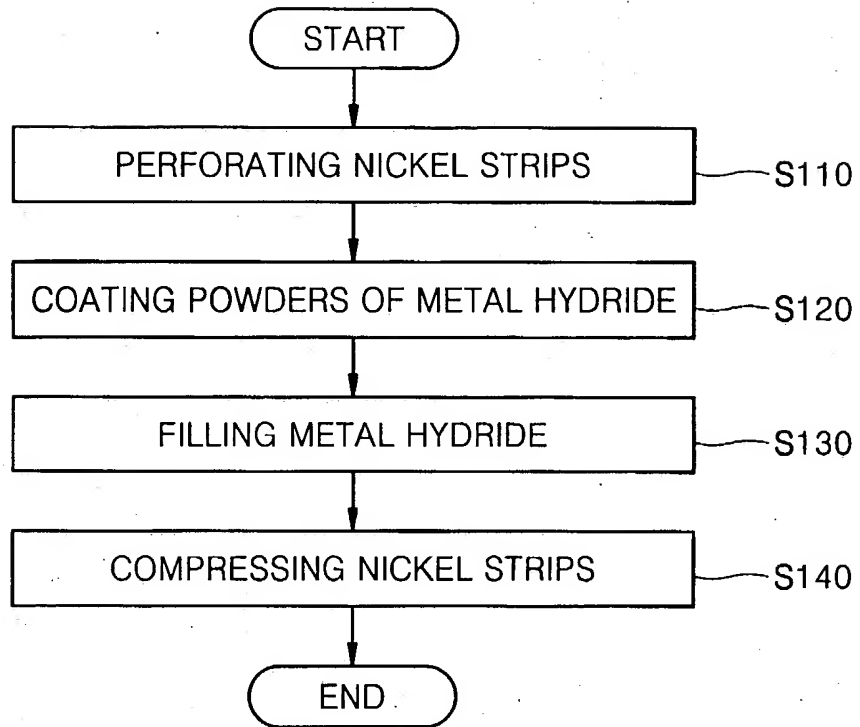 START
PERFORATING NICKEL STRIPS
S110
COATING POWDERS OF METAL HYDRIDE
S120
FILLING METAL HYDRIDE
S130
COMPRESSING NICKEL STRIPS
S140
END